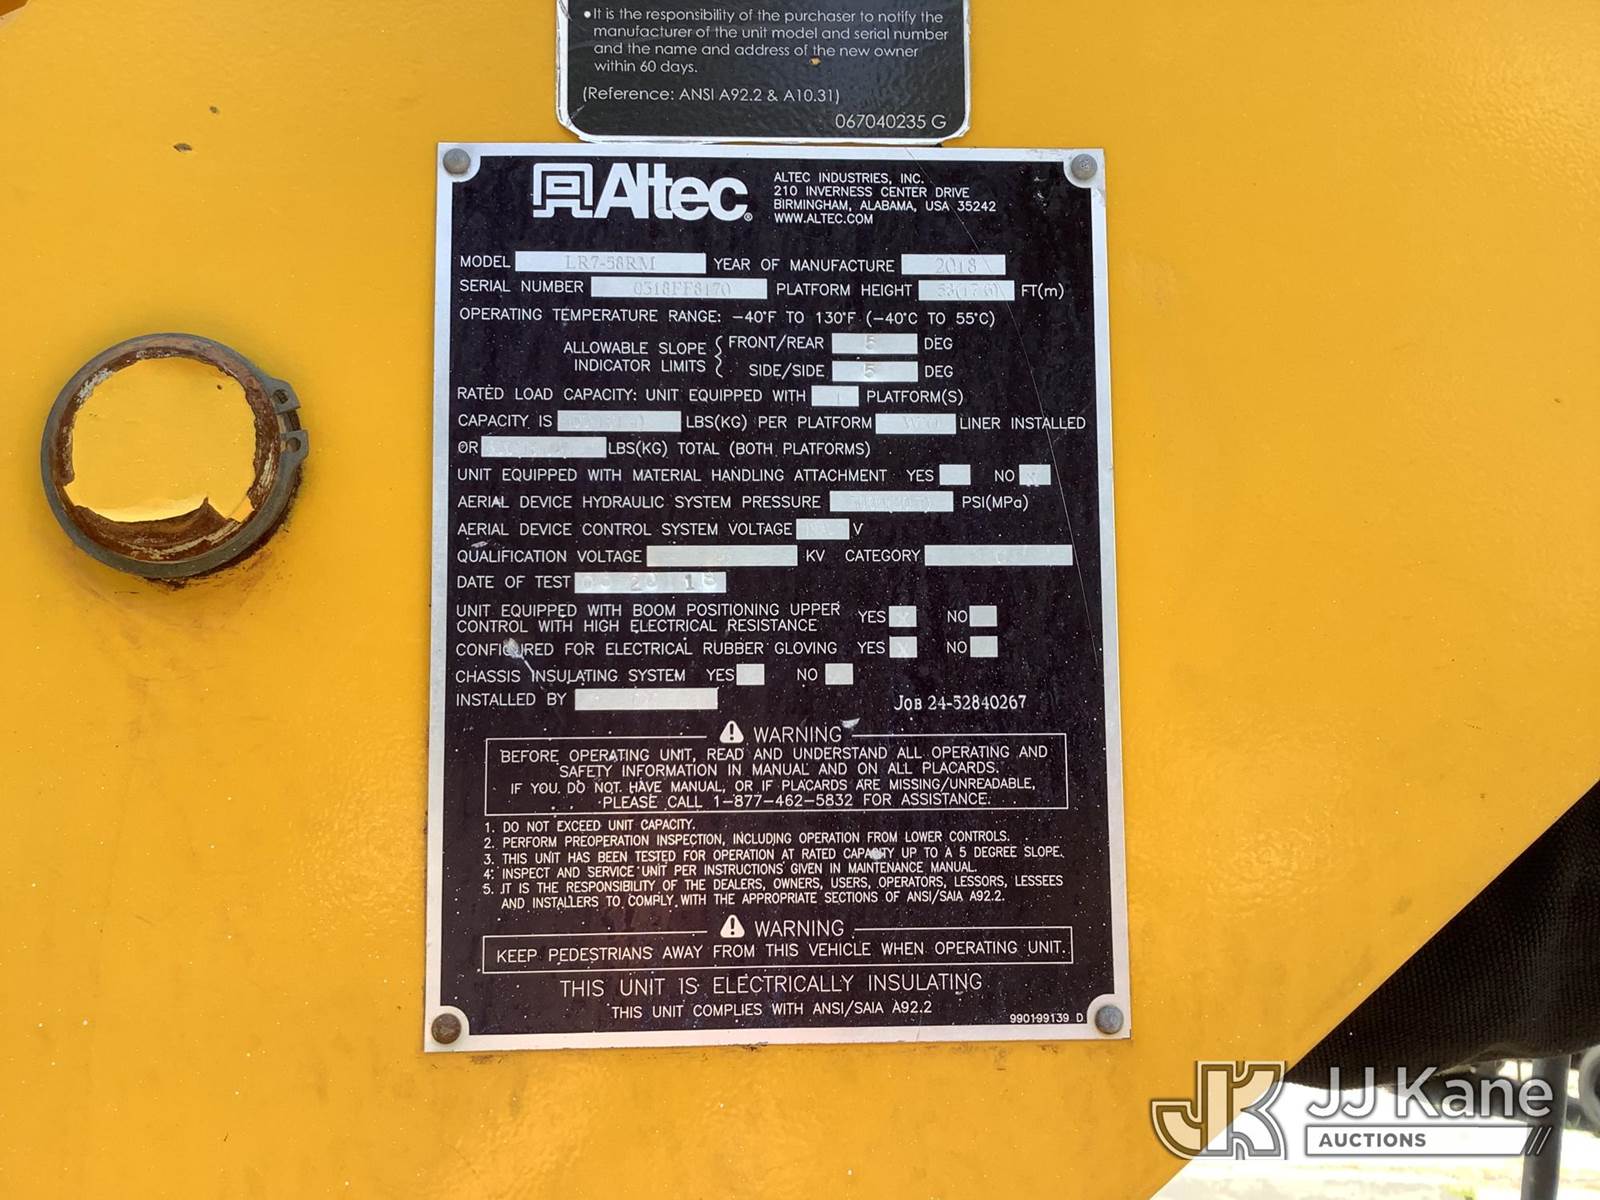 •It is the responsibility of the purchaser to notify the
manufacturer of the unit model and serial number
and the name and address of the new owner
within 60 days.
(Reference: ANSI A92.2 & A10.31)
067040235 G
Altec®
ALTEC INDUSTRIES, INC.
210 INVERNESS CENTER DRIVE
BIRMINGHAM, ALABAMA, USA 35242
WWW.ALTEC.COM
MODEL LR7-58RM YEAR OF MANUFACTURE 2018
SERIAL NUMBER 0318FF8170 PLATFORM HEIGHT FT(m)
OPERATING TEMPERATURE RANGE: -40°F TO 130°F (-40°C TO 55°C)
ALLOWABLE SLOPE INDICATOR LIMITS { FRONT/REAR 5 DEG
SIDE/SIDE 5 DEG
RATED LOAD CAPACITY: UNIT EQUIPPED WITH 1 PLATFORM(S)
CAPACITY IS LBS(KG) PER PLATFORM LINER INSTALLED
OR LBS(KG) TOTAL (BOTH PLATFORMS)
UNIT EQUIPPED WITH MATERIAL HANDLING ATTACHMENT YES NO X
AERIAL DEVICE HYDRAULIC SYSTEM PRESSURE PSI(MPa)
AERIAL DEVICE CONTROL SYSTEM VOLTAGE V
QUALIFICATION VOLTAGE KV CATEGORY C
DATE OF TEST
UNIT EQUIPPED WITH BOOM POSITIONING UPPER
CONTROL WITH HIGH ELECTRICAL RESISTANCE YES X NO
CONFIGURED FOR ELECTRICAL RUBBER GLOVING YES X NO
CHASSIS INSULATING SYSTEM YES NO
INSTALLED BY
JOB 24-52840267
WARNING
BEFORE OPERATING UNIT, READ AND UNDERSTAND ALL OPERATING AND
SAFETY INFORMATION IN MANUAL AND ON ALL PLACARDS.
IF YOU DO NOT HAVE MANUAL, OR IF PLACARDS ARE MISSING/UNREADABLE,
PLEASE CALL 1-877-462-5832 FOR ASSISTANCE.
1. DO NOT EXCEED UNIT CAPACITY.
2. PERFORM PREOPERATION INSPECTION, INCLUDING OPERATION FROM LOWER CONTROLS.
3. THIS UNIT HAS BEEN TESTED FOR OPERATION AT RATED CAPACITY UP TO A 5 DEGREE SLOPE.
4. INSPECT AND SERVICE UNIT PER INSTRUCTIONS GIVEN IN MAINTENANCE MANUAL.
5. IT IS THE RESPONSIBILITY OF THE DEALERS, OWNERS, USERS, OPERATORS, LESSORS, LESSEES
AND INSTALLERS TO COMPLY WITH THE APPROPRIATE SECTIONS OF ANSI/SAIA A92.2.
WARNING
KEEP PEDESTRIANS AWAY FROM THIS VEHICLE WHEN OPERATING UNIT.
THIS UNIT IS ELECTRICALLY INSULATING
THIS UNIT COMPLIES WITH ANSI/SAIA A92.2
990199139 D
JK JJ Kane
AUCTIONS